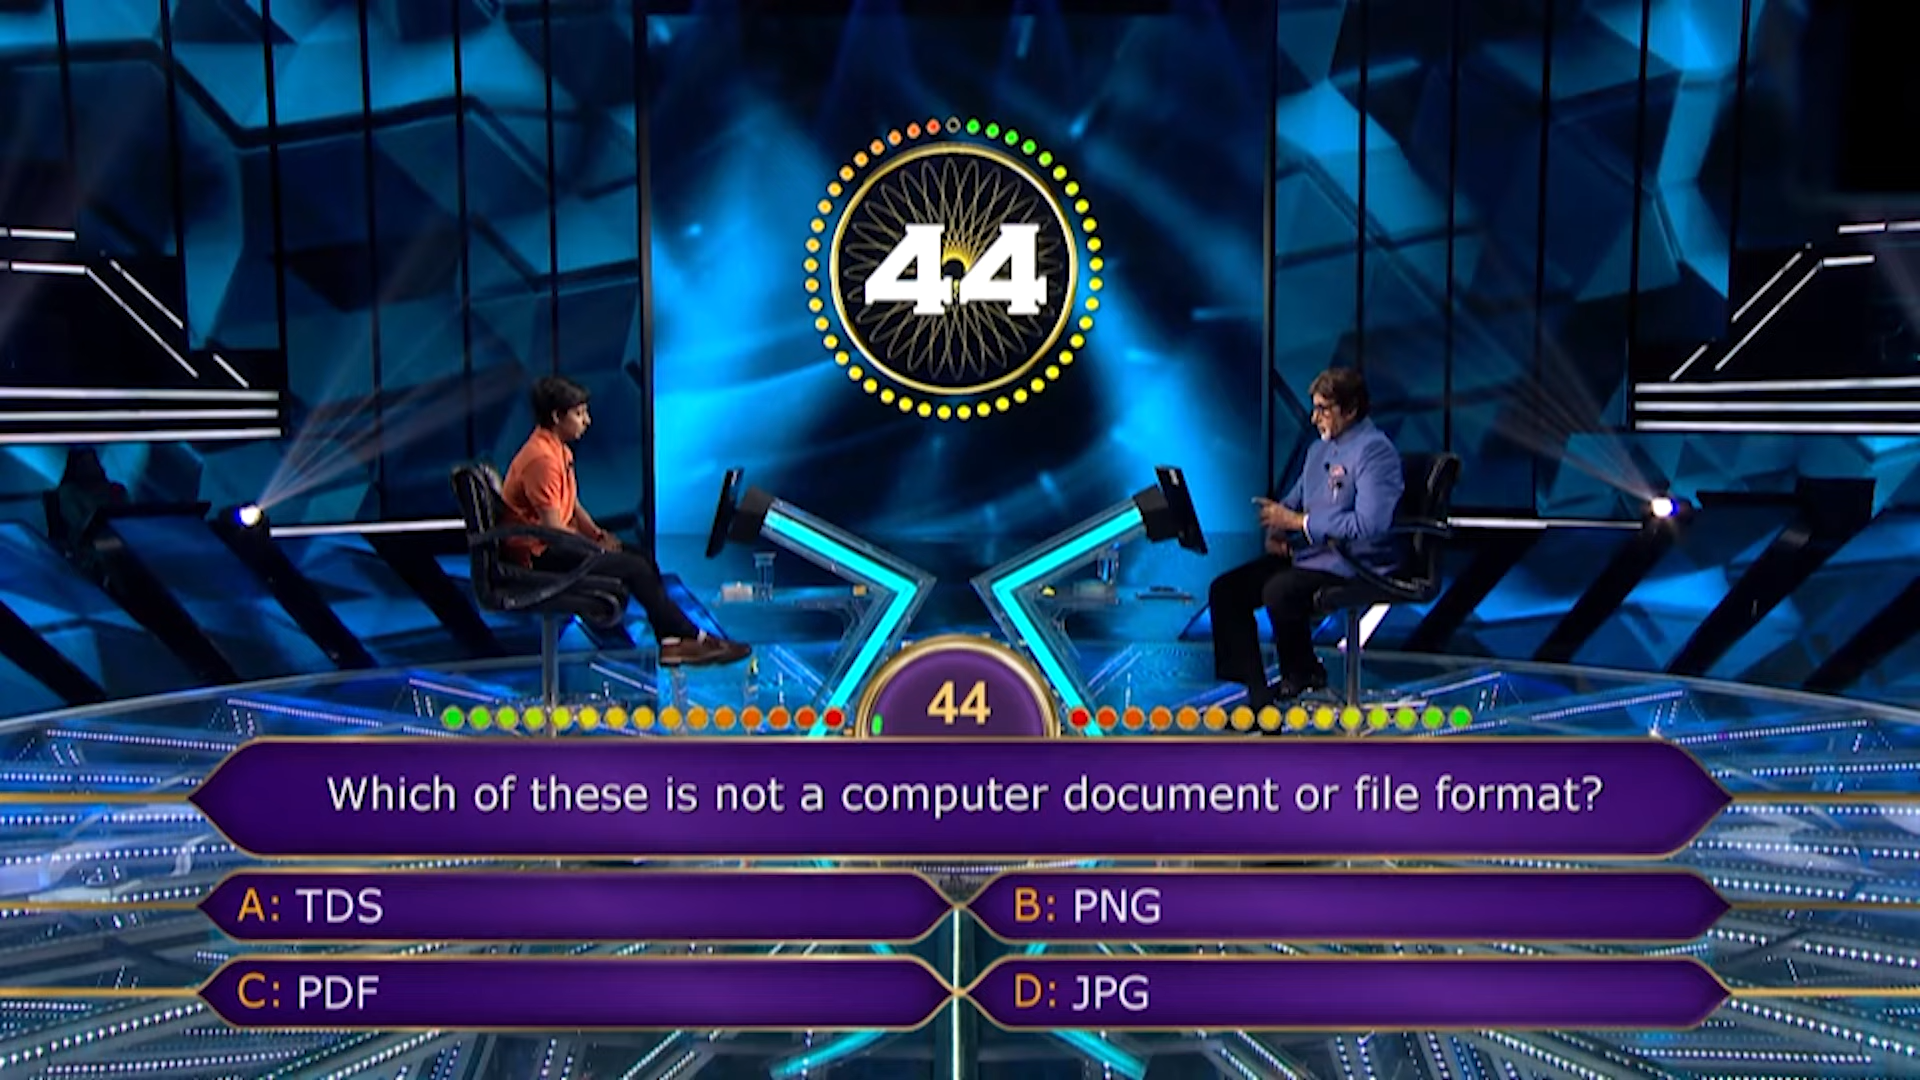 44
44
Which of these is not a computer document or file format?
A: TDS
B: PNG
C: PDF
D: JPG